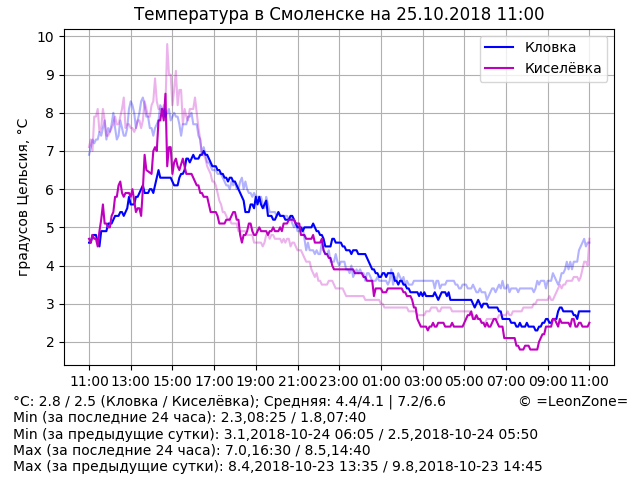 Температура в Смоленске на 25.10.2018 11:00
Кловка
Киселёвка
градусов Цельсия, °C
10
9
8
7
6
5
4
3
2
11:00 13:00 15:00 17:00 19:00 21:00 23:00 01:00 03:00 05:00 07:00 09:00 11:00
°C: 2.8 / 2.5 (Кловка / Киселёвка); Средняя: 4.4/4.1 | 7.2/6.6 © =LeonZone=
Min (за последние 24 часа): 2.3,08:25 / 1.8,07:40
Min (за предыдущие сутки): 3.1,2018-10-24 06:05 / 2.5,2018-10-24 05:50
Max (за последние 24 часа): 7.0,16:30 / 8.5,14:40
Max (за предыдущие сутки): 8.4,2018-10-23 13:35 / 9.8,2018-10-23 14:45